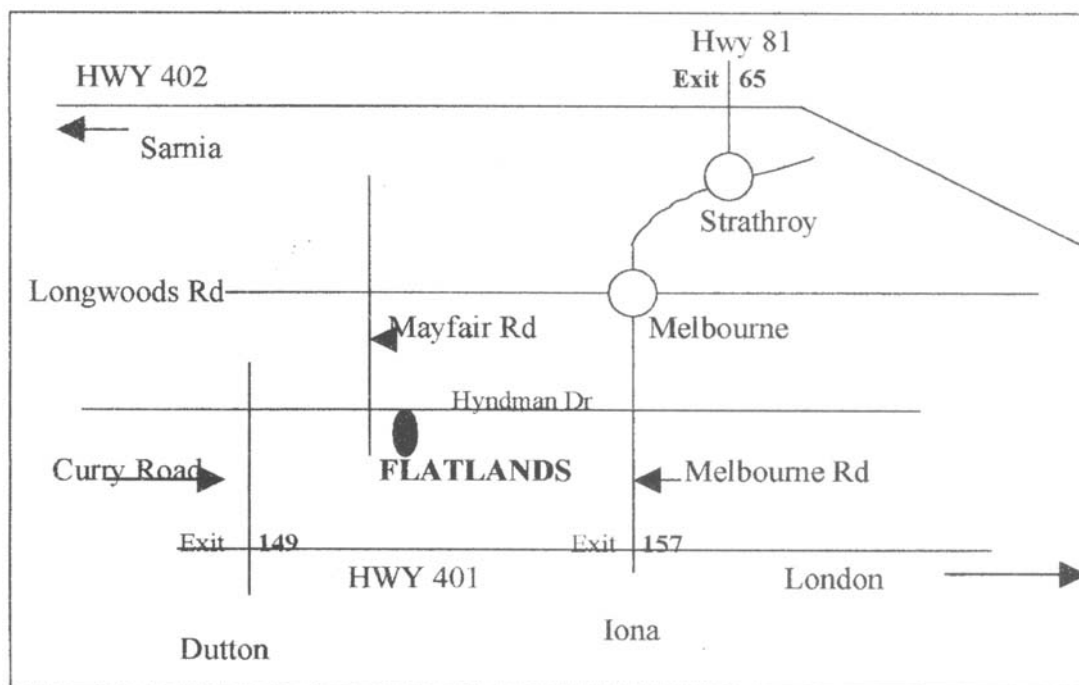 Hwy 81
HWY 402
Exit 65
Sarnia
Strathroy
Longwoods Rd
Mayfair Rd
Melbourne
Hyndman Dr
Curry Road
FLATLANDS
Melbourne Rd
Exit 149
Exit 157
HWY 401
London
Iona
Dutton